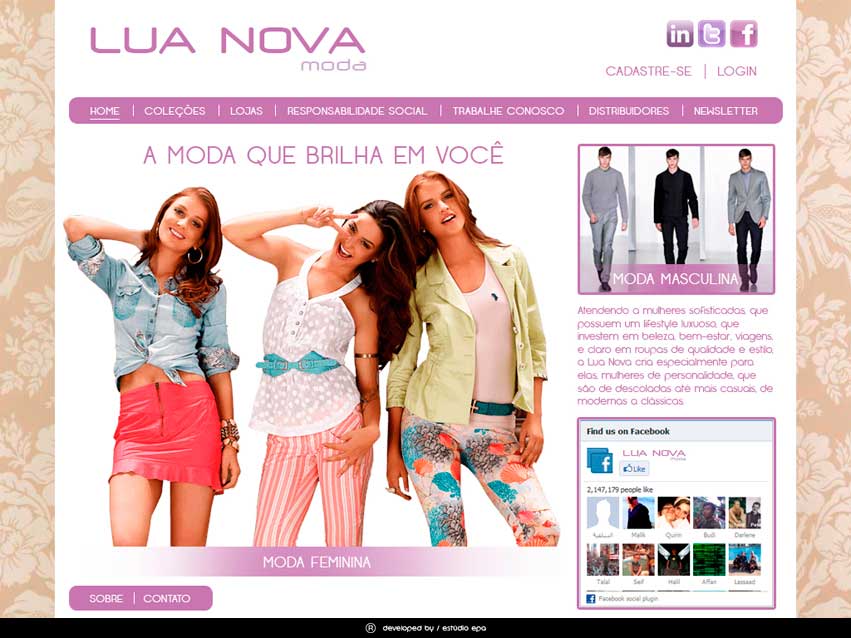 LUA NOVA
moda
in t f
CADASTRE-SE | LOGIN
HOME | COLEÇÕES | LOJAS | RESPONSABILIDADE SOCIAL | TRABALHE CONOSCO | DISTRIBUIDORES | NEWSLETTER
A MODA QUE BRILHA EM VOCÊ
MODA MASCULINA
Atendendo a mulheres sofisticadas, que
possuem um lifestyle luxuoso, que
investem em beleza, bem-estar, viagens,
e claro em roupas de qualidade e estilo,
a Lua Nova cria especialmente para
elas, mulheres de personalidade, que
são de descoladas até mais casuais, de
modernas a clássicas.
Find us on Facebook
f
LUA NOVA
moda
Like
2,147,179 people like
Malik Quirin Budi Darlene
Talal Seif Halil Affan Lassaad
f Facebook social plugin
MODA FEMININA
SOBRE | CONTATO
® developed by / estúdio epa